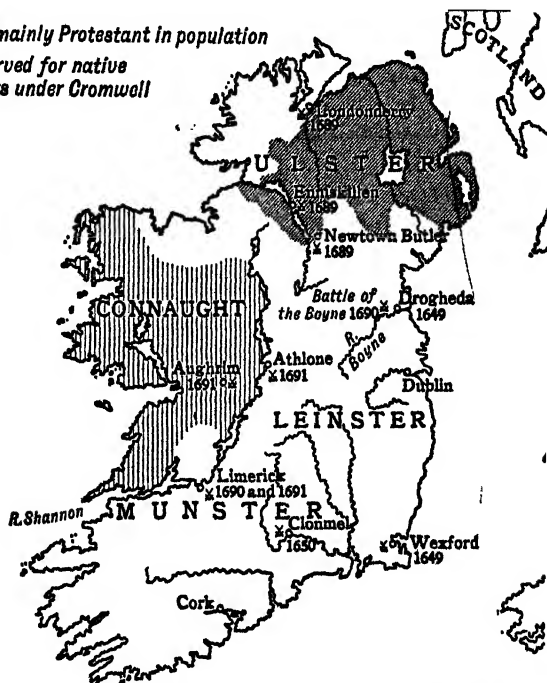 mainly Protestant in population
rved for native
s under Cromwell
SCOTLAND
Londonderry
1689
ULSTER
Enniskillen
1689
Newtown Butler
1689
Battle of
the Boyne 1690
Drogheda
1649
R. Boyne
CONNAUGHT
Aughrim
1691
Athlone
1691
Dublin
LEINSTER
Limerick
1690 and 1691
R. Shannon
MUNSTER
Clonmel
1650
Wexford
1649
Cork